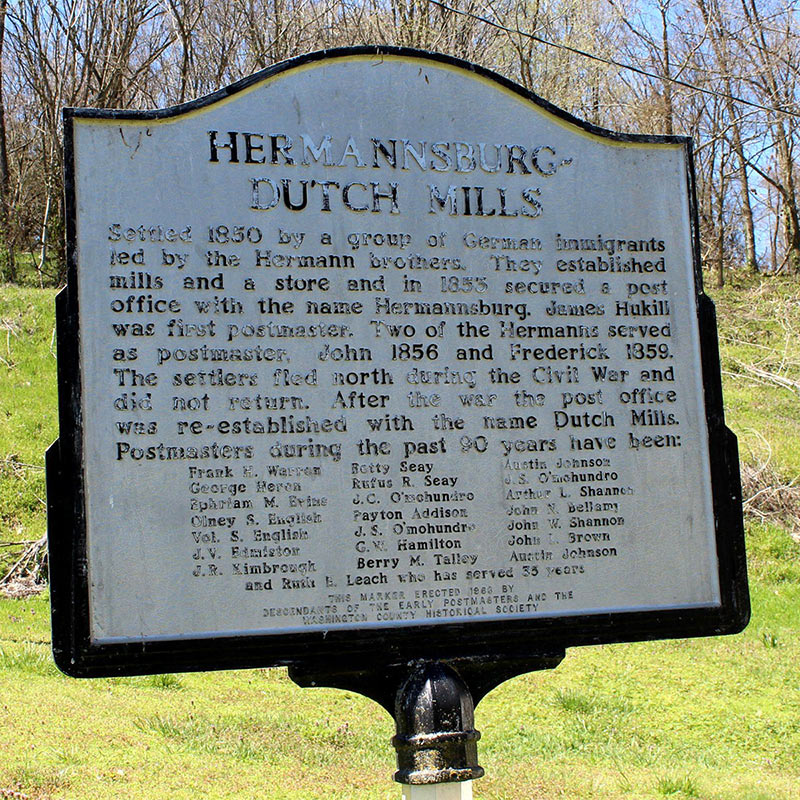 HERMANNSBURG-
DUTCH MILLS
Settled 1850 by a group of German immigrants
led by the Hermann brothers. They established
mills and a store and in 1853 secured a post
office with the name Hermannsburg. James Hukill
was first postmaster. Two of the Hermanns served
as postmaster, John 1856 and Frederick 1859.
The settlers fled north during the Civil War and
did not return. After the war the post office
was re-established with the name Dutch Mills.
Postmasters during the past 90 years have been:
Frank H. Warren Betty Seay Austin Johnson
George Heron Rufus R. Seay J.S. O'mohundro
Ephriam M. Evins J.C. O'mohundro Arthur L. Shannon
Olney S. English Payton Addison John N. Bellamy
Val. S. English J.S. O'mohundro John W. Shannon
J.V. Edmiston G.W. Hamilton John L. Brown
J.R. Kimbrough Berry M. Talley Austin Johnson
and Ruth E. Leach who has served 35 years
THIS MARKER ERECTED BY
DESCENDANTS OF THE EARLY POSTMASTERS AND THE
WASHINGTON COUNTY HISTORICAL SOCIETY